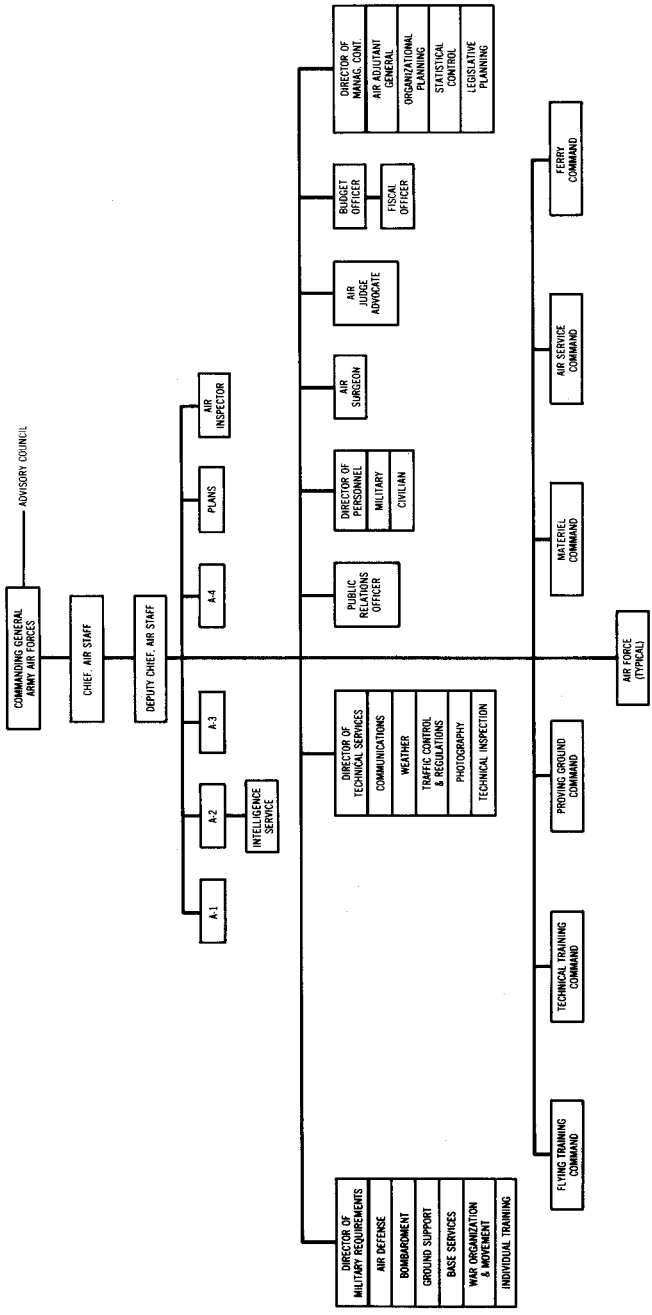 COMMANDING GENERAL
ARMY AIR FORCES
ADVISORY COUNCIL
CHIEF, AIR STAFF
DEPUTY CHIEF, AIR STAFF
A-1
A-2
INTELLIGENCE
SERVICE
A-3
A-4
PLANS
AIR
INSPECTOR
DIRECTOR OF
MILITARY REQUIREMENTS
AIR DEFENSE
BOMBARDMENT
GROUND SUPPORT
BASE SERVICES
WAR ORGANIZATION
& MOVEMENT
INDIVIDUAL TRAINING
DIRECTOR OF
TECHNICAL SERVICES
COMMUNICATIONS
WEATHER
TRAFFIC CONTROL
& REGULATIONS
PHOTOGRAPHY
TECHNICAL INSPECTION
PUBLIC
RELATIONS
OFFICER
DIRECTOR OF
PERSONNEL
MILITARY
CIVILIAN
AIR
SURGEON
AIR
JUDGE
ADVOCATE
BUDGET
OFFICER
FISCAL
OFFICER
DIRECTOR OF
MANAG. CONT.
AIR ADJUTANT
GENERAL
ORGANIZATIONAL
PLANNING
STATISTICAL
CONTROL
LEGISLATIVE
PLANNING
FLYING TRAINING
COMMAND
TECHNICAL TRAINING
COMMAND
PROVING GROUND
COMMAND
AIR FORCE
(TYPICAL)
MATERIEL
COMMAND
AIR SERVICE
COMMAND
FERRY
COMMAND